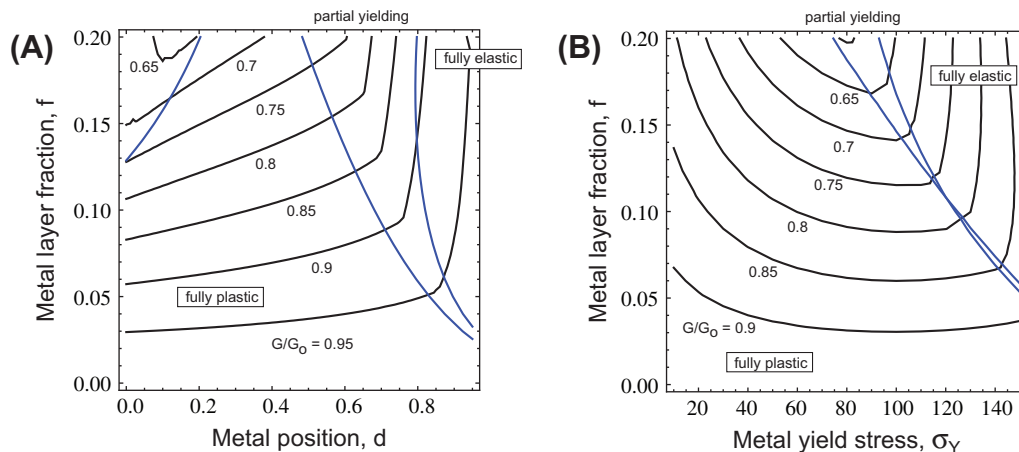 partial yielding
(A)
0.20
0.15
0.10
0.05
0.00
0.65
0.7
0.75
0.8
0.85
0.9
G/Go = 0.95
fully elastic
fully plastic
0.0 0.2 0.4 0.6 0.8
Metal position, d
Metal layer fraction, f
partial yielding
(B)
0.20
0.15
0.10
0.05
0.00
0.65
0.7
0.75
0.8
0.85
G/Go = 0.9
fully elastic
fully plastic
20 40 60 80 100 120 140
Metal yield stress, σY
Metal layer fraction, f